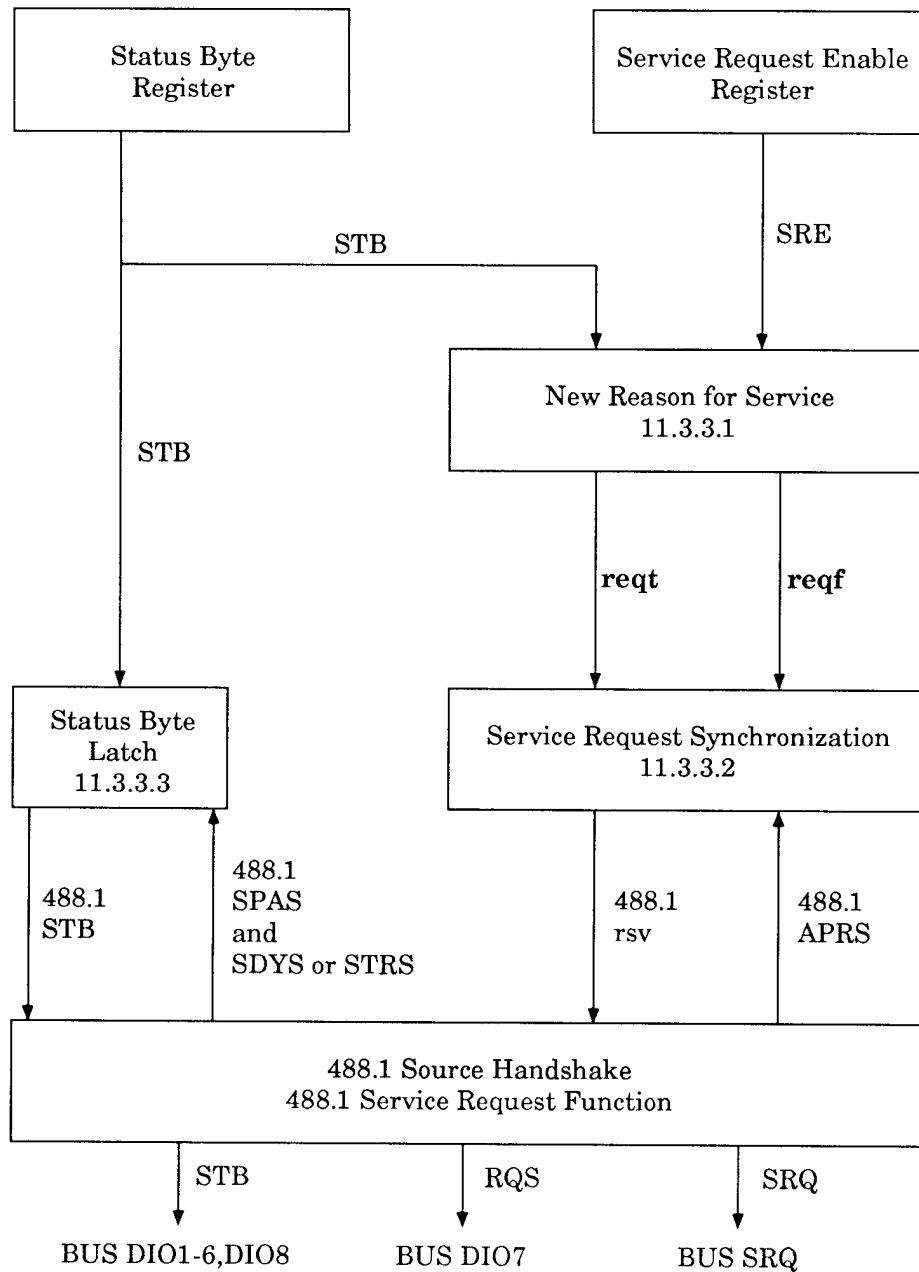 Status Byte
Register
Service Request Enable
Register
STB
SRE
New Reason for Service
11.3.3.1
STB
reqt
reqf
Status Byte
Latch
11.3.3.3
Service Request Synchronization
11.3.3.2
488.1
STB
488.1
SPAS
and
SDYS or STRS
488.1
rsv
488.1
APRS
488.1 Source Handshake
488.1 Service Request Function
STB
RQS
SRQ
BUS DIO1-6,DIO8
BUS DIO7
BUS SRQ